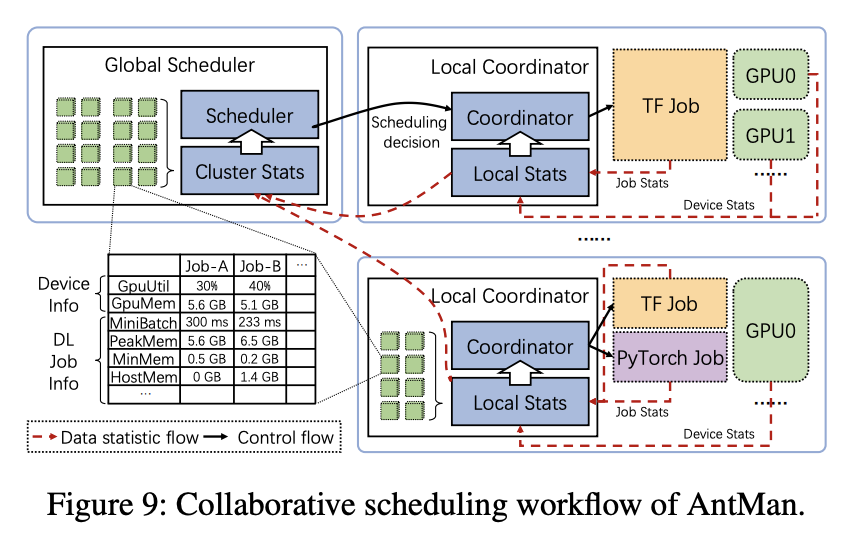 Global Scheduler
Scheduler
Cluster Stats
Local Coordinator
Scheduling
decision
Coordinator
Local Stats
TF Job
GPU0
GPU1
......
Job Stats
Device Stats
......
Device
Info
DL
Job
Info
Job-A Job-B ...
GpuUtil 30% 40%
GpuMem 5.6 GB 5.1 GB
MiniBatch 300 ms 233 ms
PeakMem 5.6 GB 6.5 GB
MinMem 0.5 GB 0.2 GB
HostMem 0 GB 1.4 GB
...
Local Coordinator
Coordinator
Local Stats
TF Job
PyTorch Job
GPU0
......
Job Stats
Device Stats
Data statistic flow Control flow
Figure 9: Collaborative scheduling workflow of AntMan.